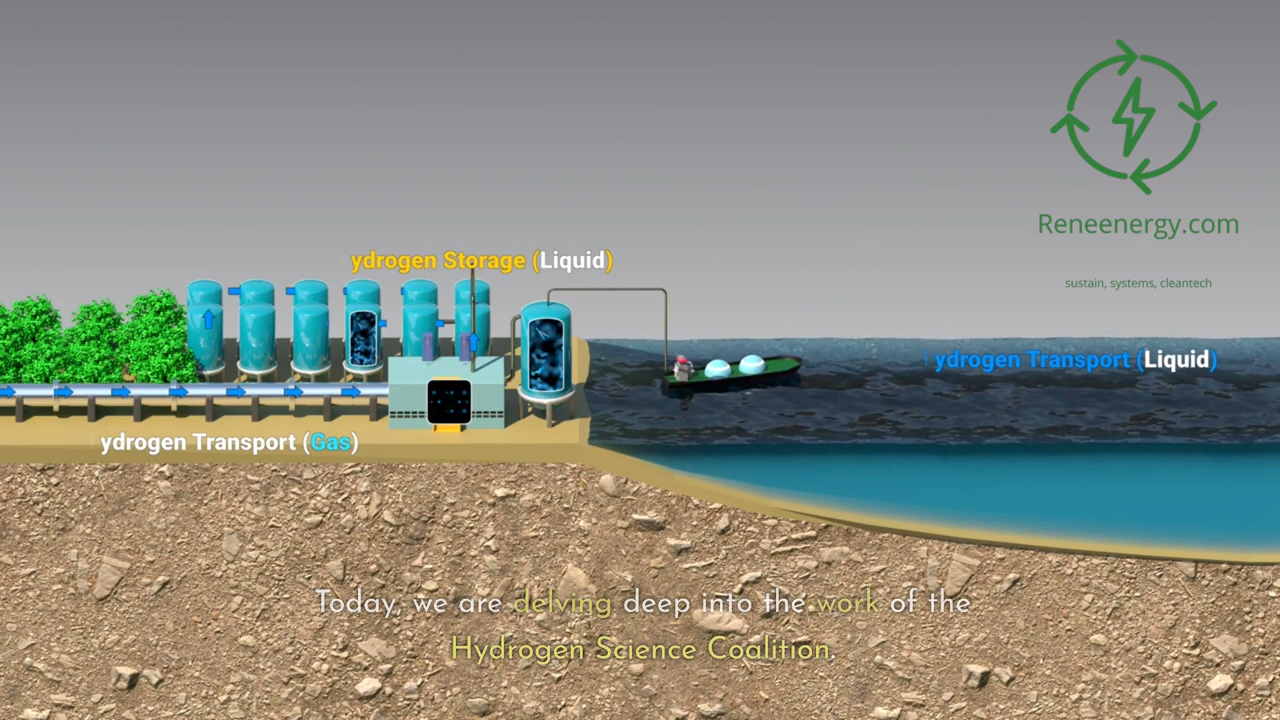 Reneenergy.com
ydrogen Storage (Liquid)
sustain, systems, cleantech
ydrogen Transport (Liquid)
ydrogen Transport (Gas)
Today, we are delving deep into the work of the
Hydrogen Science Coalition.